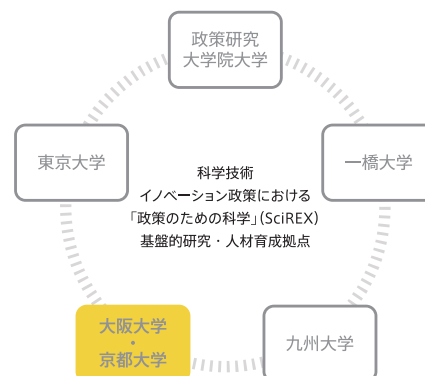 政策研究
大学院大学
東京大学
一橋大学
科学技術
イノベーション政策における
「政策のための科学」（SciREX）
基盤的研究・人材育成拠点
大阪大学
・
京都大学
九州大学